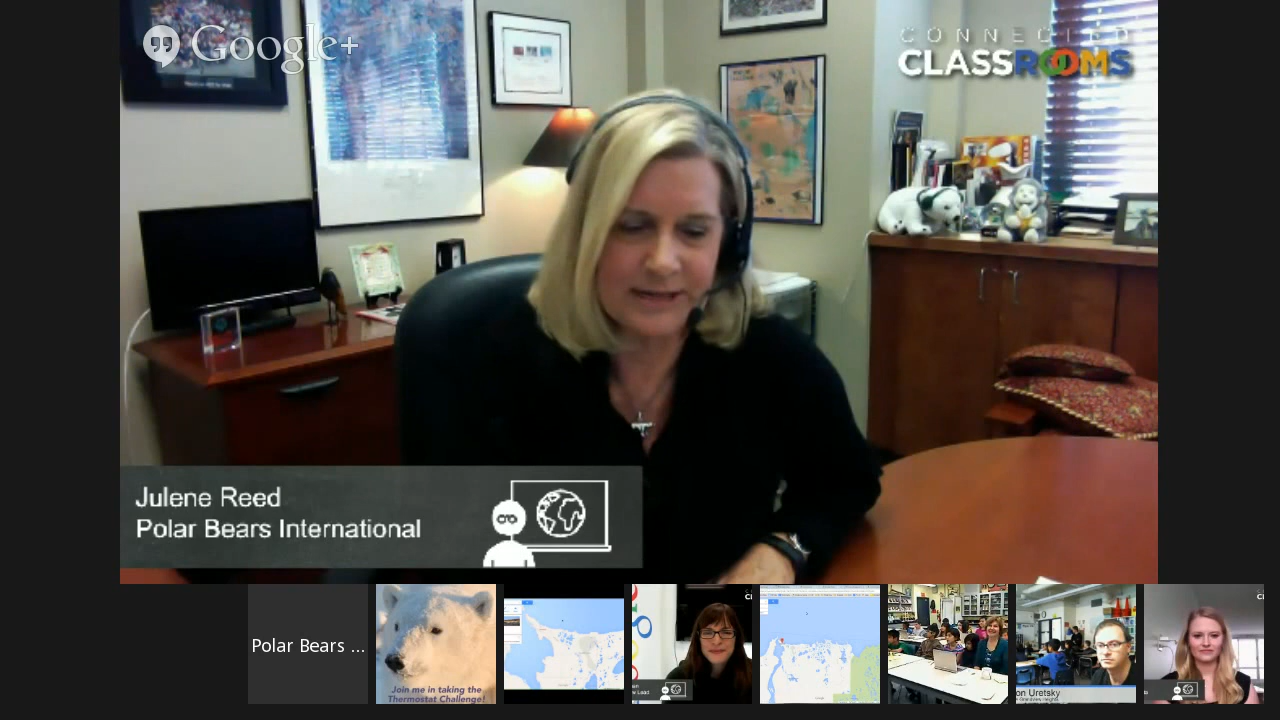 Google+
CONNECTED
CLASSROOMS
Julene Reed
Polar Bears International
Polar Bears ...
Join me in taking the
Thermostat Challenge!
on Uretsky